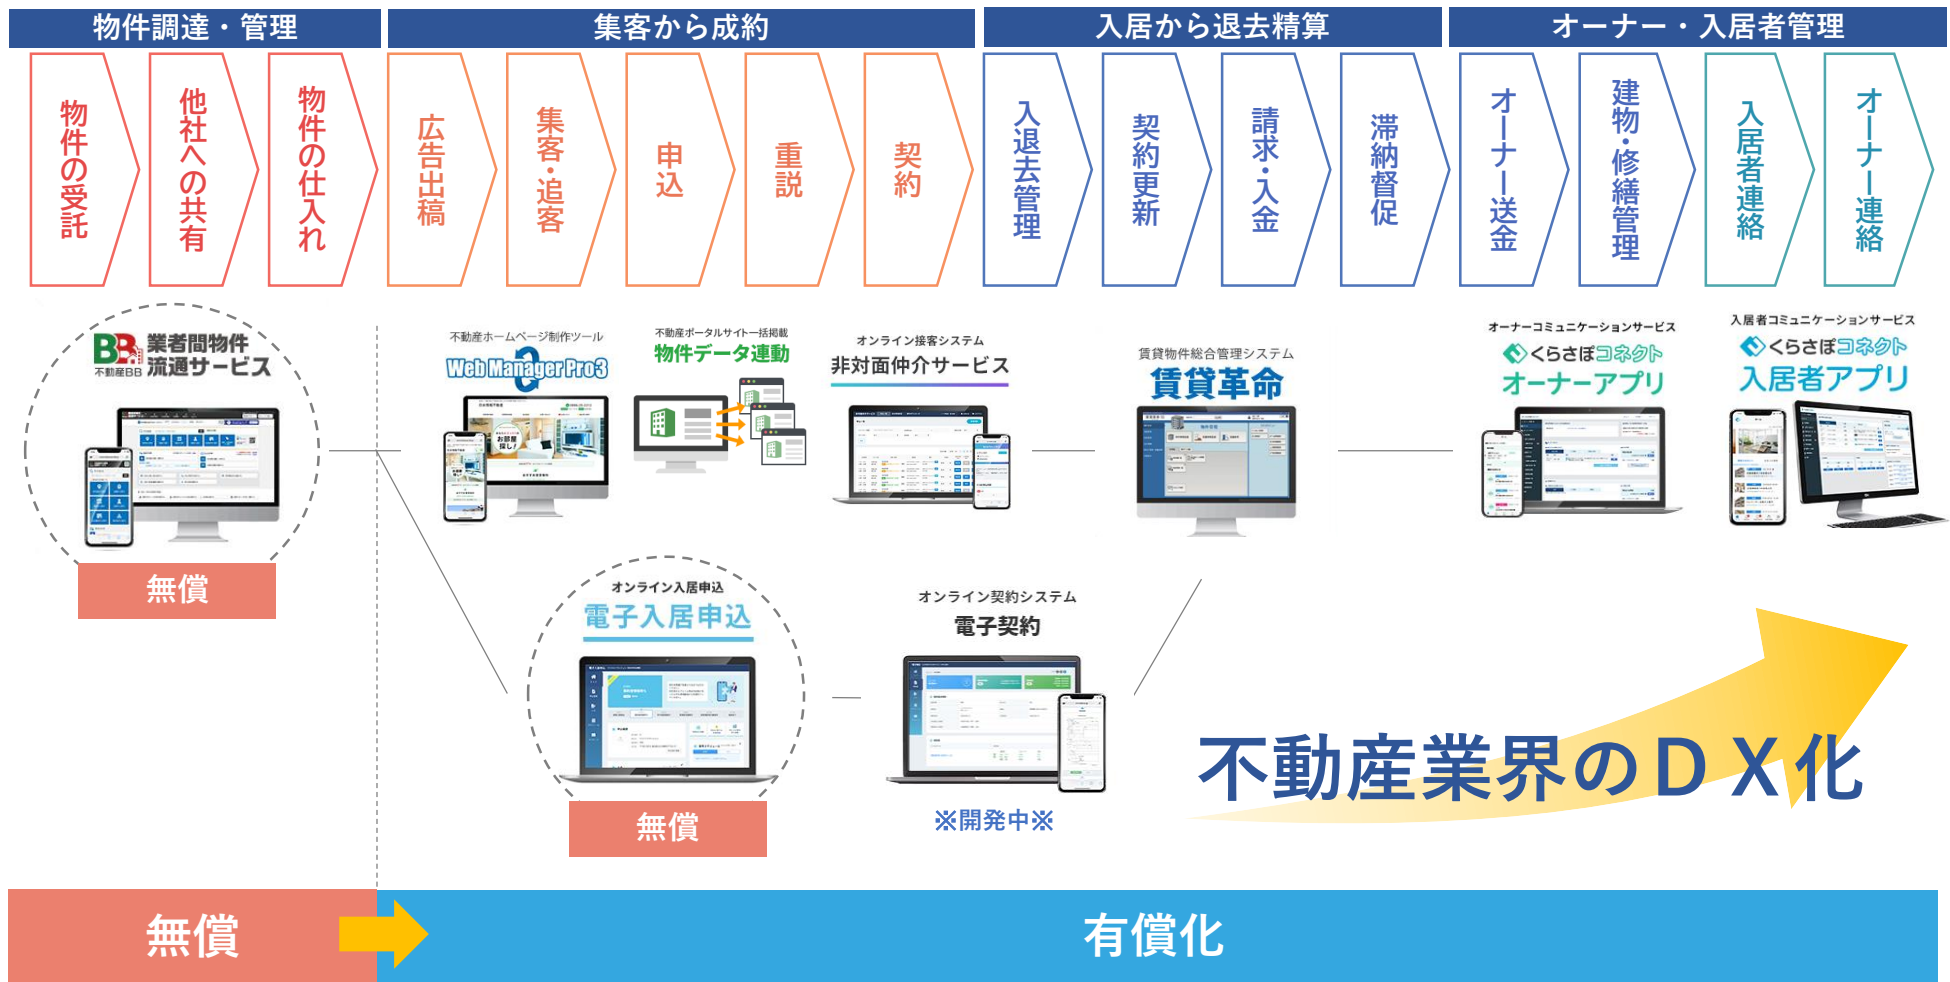 物件調達・管理
集客から成約
入居から退去精算
オーナー・入居者管理
物件の受託
他社への共有
物件の仕入れ
広告出稿
集客・追客
申込
重説
契約
入退去管理
契約更新
請求・入金
滞納督促
オーナー送金
建物・修繕管理
入居者連絡
オーナー連絡
BB
不動産BB
業者間物件
流通サービス
無償
不動産ホームページ制作ツール
Web Manager Pro3
不動産ポータルサイト一括掲載
物件データ連動
オンライン接客システム
非対面仲介サービス
賃貸物件総合管理システム
賃貸革命
オーナーコミュニケーションサービス
くらさぽコネクト
オーナーアプリ
入居者コミュニケーションサービス
くらさぽコネクト
入居者アプリ
お部屋
探し!
オンライン入居申込
電子入居申込
無償
オンライン契約システム
電子契約
※開発中※
不動産業界のＤＸ化
無償
有償化